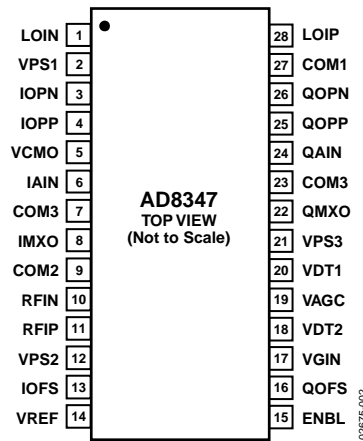 LOIN 1 28 LOIP
VPS1 2 27 COM1
IOPN 3 26 QOPN
IOPP 4 25 QOPP
VCMO 5 24 QAIN
IAIN 6 23 COM3
AD8347
COM3 7 22 QMXO
TOP VIEW
(Not to Scale)
IMXO 8 21 VPS3
COM2 9 20 VDT1
RFIN 10 19 VAGC
RFIP 11 18 VDT2
VPS2 12 17 VGIN
IOFS 13 16 QOFS
VREF 14 15 ENBL
02675-002